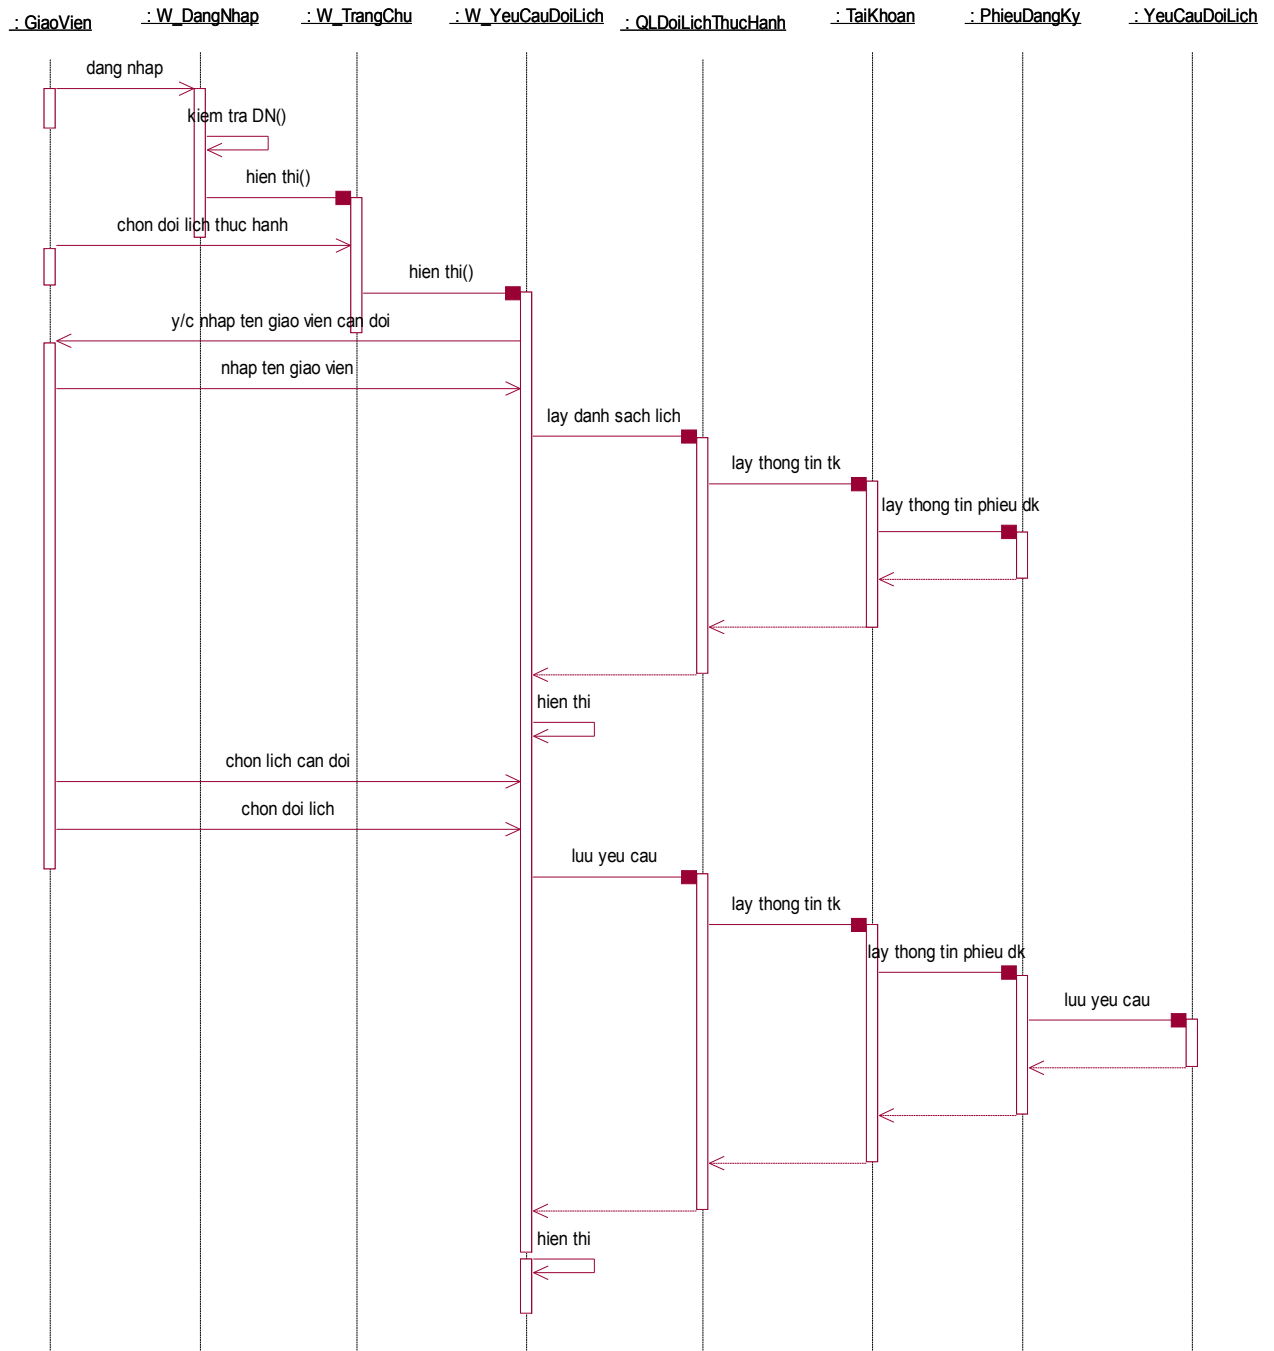 : GiaoVien
: W_DangNhap
: W_TrangChu
: W_YeuCauDoiLich
: QLDoiLichThucHanh
: TaiKhoan
: PhieuDangKy
: YeuCauDoiLich
dang nhap
kiem tra DN()
hien thi()
chon doi lich thuc hanh
hien thi()
y/c nhap ten giao vien can doi
nhap ten giao vien
lay danh sach lich
lay thong tin tk
lay thong tin phieu dk
hien thi
chon lich can doi
chon doi lich
luu yeu cau
lay thong tin tk
lay thong tin phieu dk
luu yeu cau
hien thi